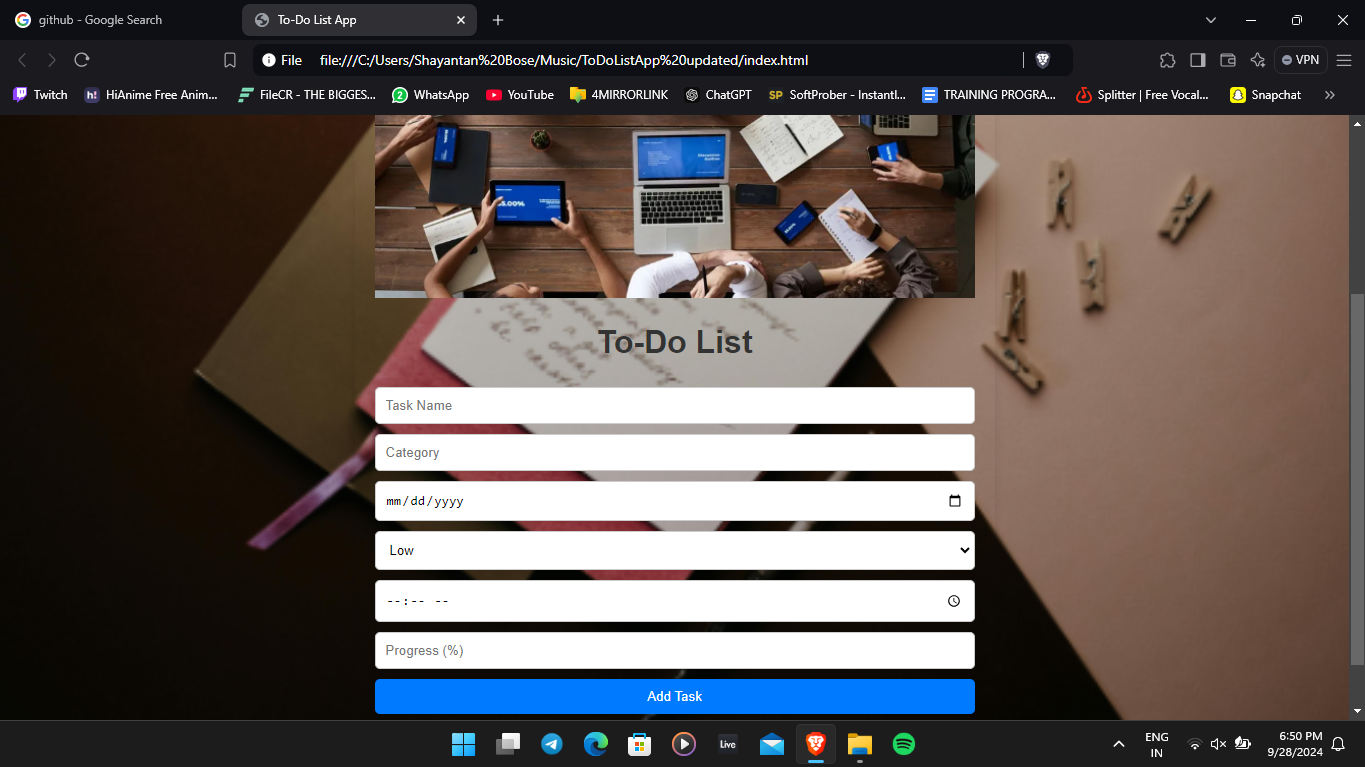 github - Google Search
To-Do List App
File
file:///C:/Users/Shayantan%20Bose/Music/ToDoListApp%20updated/index.html
VPN
Twitch
h! HiAnime Free Anim...
FileCR - THE BIGGES...
2 WhatsApp
YouTube
4MIRRORLINK
ChatGPT
SP SoftProber - Instantl...
TRAINING PROGRA...
Splitter | Free Vocal...
Snapchat
To-Do List
Task Name
Category
mm/dd/yyyy
Low
--:-- --
Progress (%)
Add Task
Live
ENG
IN
6:50 PM
9/28/2024